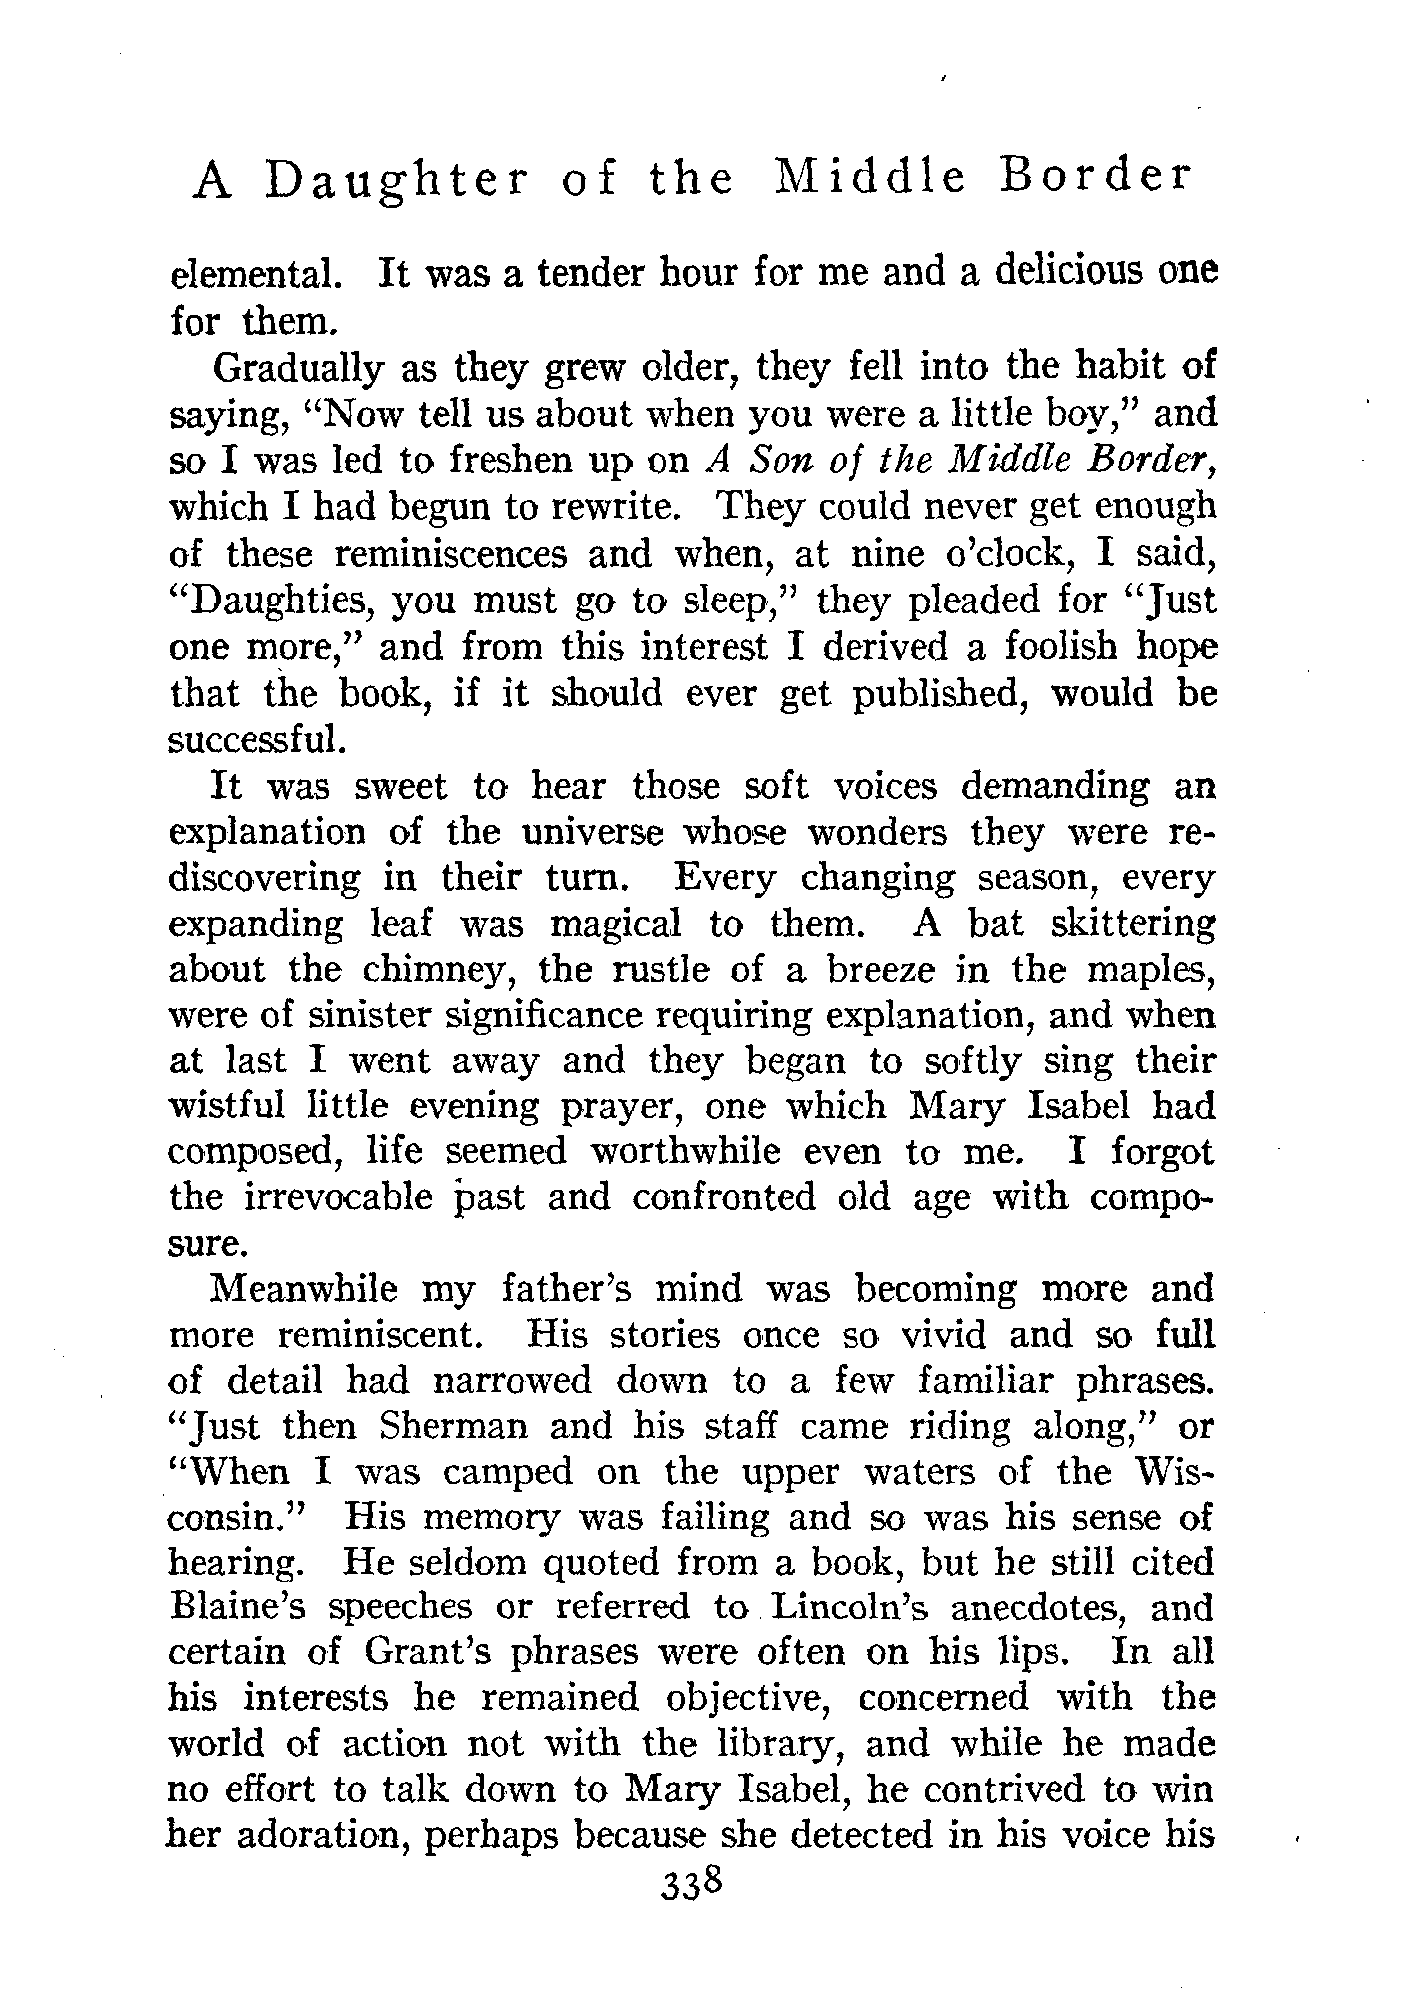 A Daughter of the Middle Border
elemental. It was a tender hour for me and a delicious one
for them.
Gradually as they grew older, they fell into the habit of
saying, “Now tell us about when you were a little boy,” and
so I was led to freshen up on A Son of the Middle Border,
which I had begun to rewrite. They could never get enough
of these reminiscences and when, at nine o'clock, I said,
“Daughties, you must go to sleep,” they pleaded for “Just
one more,” and from this interest I derived a foolish hope
that the book, if it should ever get published, would be
successful.
It was sweet to hear those soft voices demanding an
explanation of the universe whose wonders they were re-
discovering in their turn. Every changing season, every
expanding leaf was magical to them. A bat skittering
about the chimney, the rustle of a breeze in the maples,
were of sinister significance requiring explanation, and when
at last I went away and they began to softly sing their
wistful little evening prayer, one which Mary Isabel had
composed, life seemed worthwhile even to me. I forgot
the irrevocable past and confronted old age with compo-
sure.
Meanwhile my father's mind was becoming more and
more reminiscent. His stories once so vivid and so full
of detail had narrowed down to a few familiar phrases.
“Just then Sherman and his staff came riding along,” or
“When I was camped on the upper waters of the Wis-
consin.” His memory was failing and so was his sense of
hearing. He seldom quoted from a book, but he still cited
Blaine's speeches or referred to Lincoln's anecdotes, and
certain of Grant's phrases were often on his lips. In all
his interests he remained objective, concerned with the
world of action not with the library, and while he made
no effort to talk down to Mary Isabel, he contrived to win
her adoration, perhaps because she detected in his voice his
338